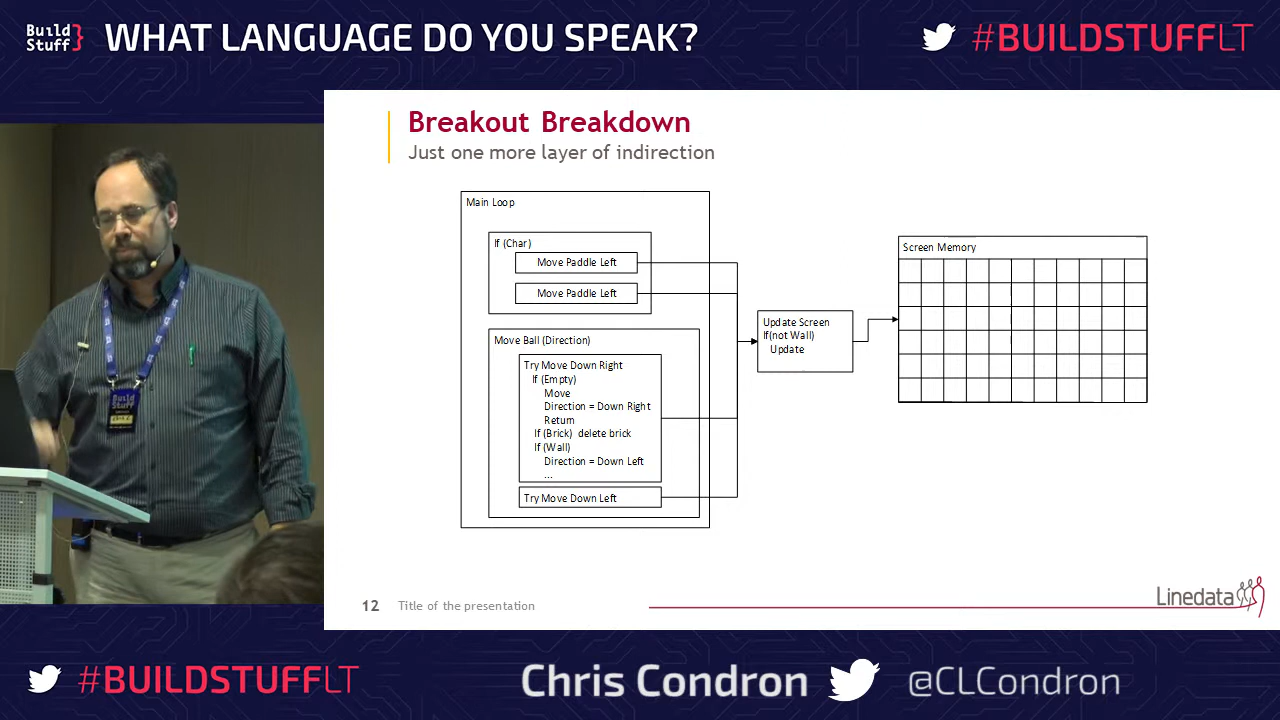 Build
Stuff}
WHAT LANGUAGE DO YOU SPEAK?
#BUILDSTUFFLT
Breakout Breakdown
Just one more layer of indirection
Main Loop
If (Char)
Move Paddle Left
Move Paddle Left
Move Ball (Direction)
Try Move Down Right
If (Empty)
Move
Direction = Down Right
Return
If (Brick) delete brick
If (Wall)
Direction = Down Left
...
Try Move Down Left
Update Screen
If(not Wall)
Update
Screen Memory
12 Title of the presentation
Linedata
Build
Stuff}
#BUILDSTUFFLT
Chris Condron
@CLCondron